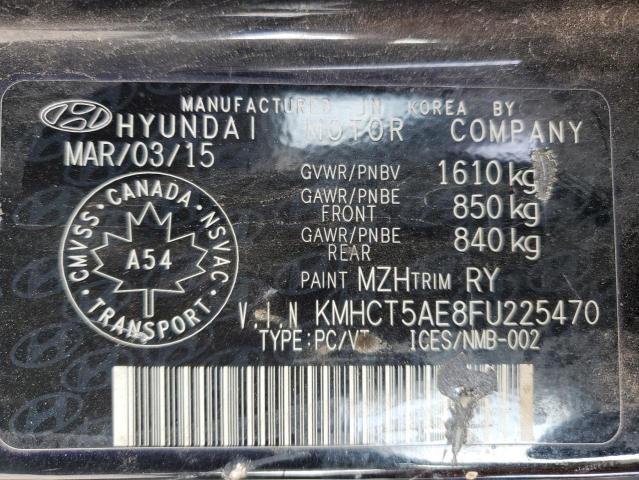 MANUFACTURED IN KOREA BY
HYUNDAI MOTOR COMPANY
MAR/03/15
GVWR/PNBV 1610 kg
GAWR/PNBE FRONT 850 kg
GAWR/PNBE REAR 840 kg
CMVSS · CANADA · NSVAC
A54
TRANSPORT
PAINT MZH TRIM RY
V.I.N KMHCT5AE8FU225470
TYPE:PC/VT ICES/NMB-002